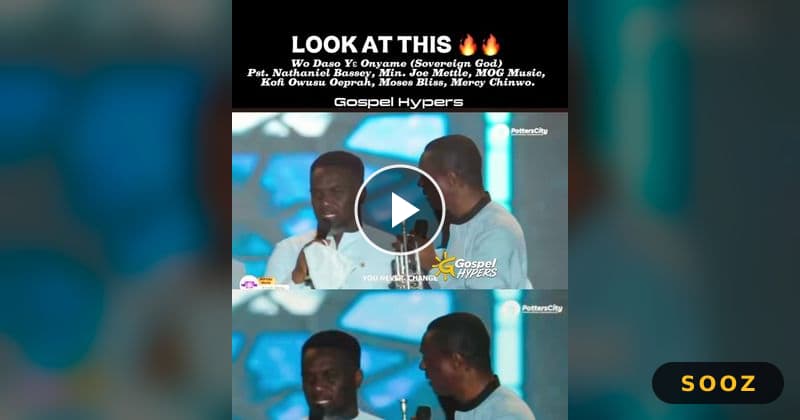 LOOK AT THIS 🔥🔥
Wo Daso Yɛ Onyame (Sovereign God)
Pst. Nathaniel Bassey, Min. Joe Mettle, MOG Music,
Kofi Owusu Oeprah, Moses Bliss, Mercy Chinwo.
Gospel Hypers
PottersCity
Gospel
HYPERS
YOU NEVER CHANGE
PottersCity
SOOZ